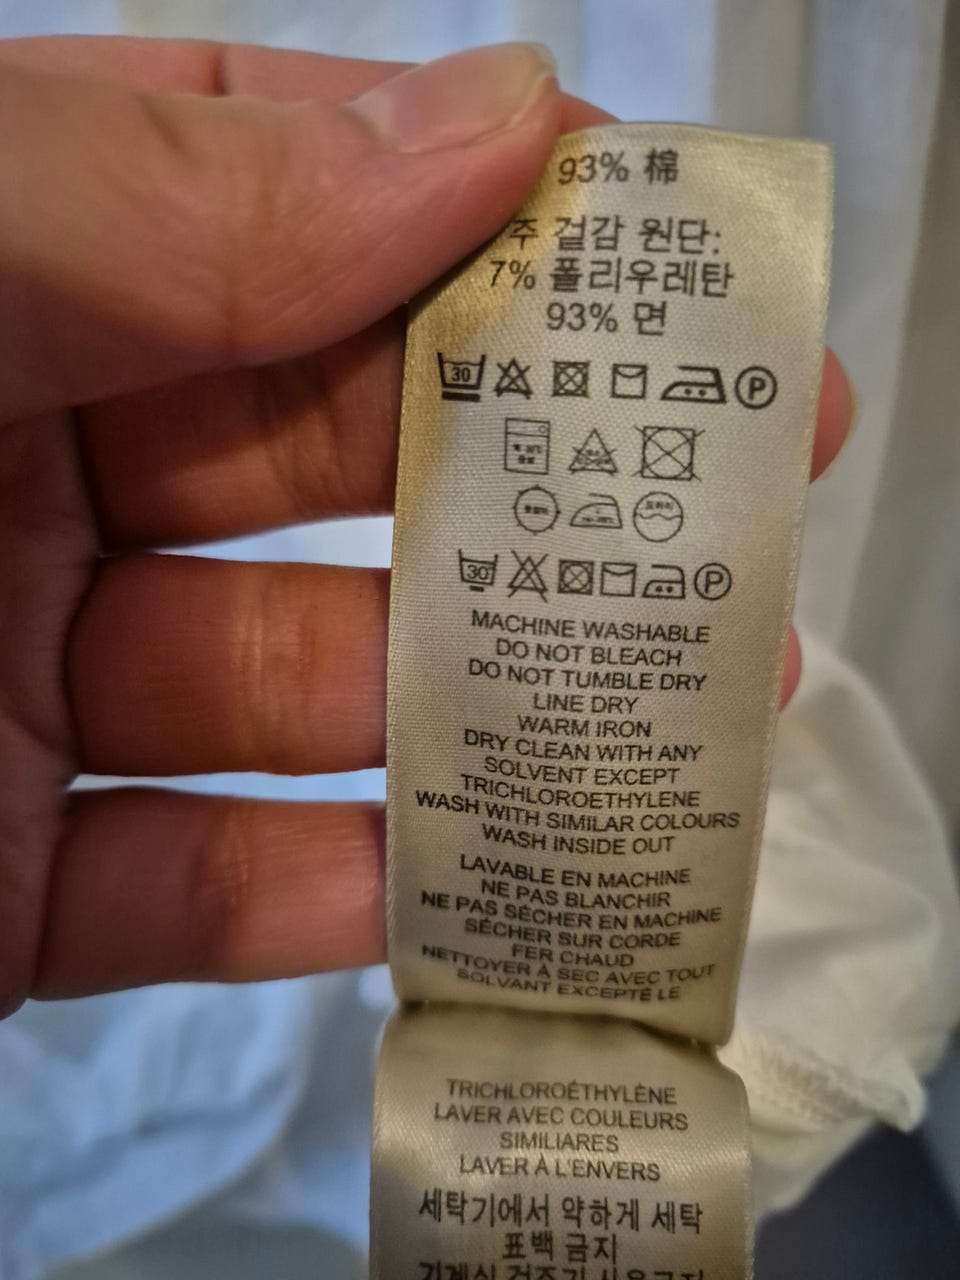 93% 棉
주 겉감 원단:
7% 폴리우레탄
93% 면
30 P
30 P
MACHINE WASHABLE
DO NOT BLEACH
DO NOT TUMBLE DRY
LINE DRY
WARM IRON
DRY CLEAN WITH ANY
SOLVENT EXCEPT
TRICHLOROETHYLENE
WASH WITH SIMILAR COLOURS
WASH INSIDE OUT
LAVABLE EN MACHINE
NE PAS BLANCHIR
NE PAS SÉCHER EN MACHINE
SÉCHER SUR CORDE
FER CHAUD
NETTOYER À SEC AVEC TOUT
SOLVANT EXCEPTÉ LE
TRICHLOROÉTHYLÈNE
LAVER AVEC COULEURS
SIMILIARES
LAVER À L'ENVERS
세탁기에서 약하게 세탁
표백 금지